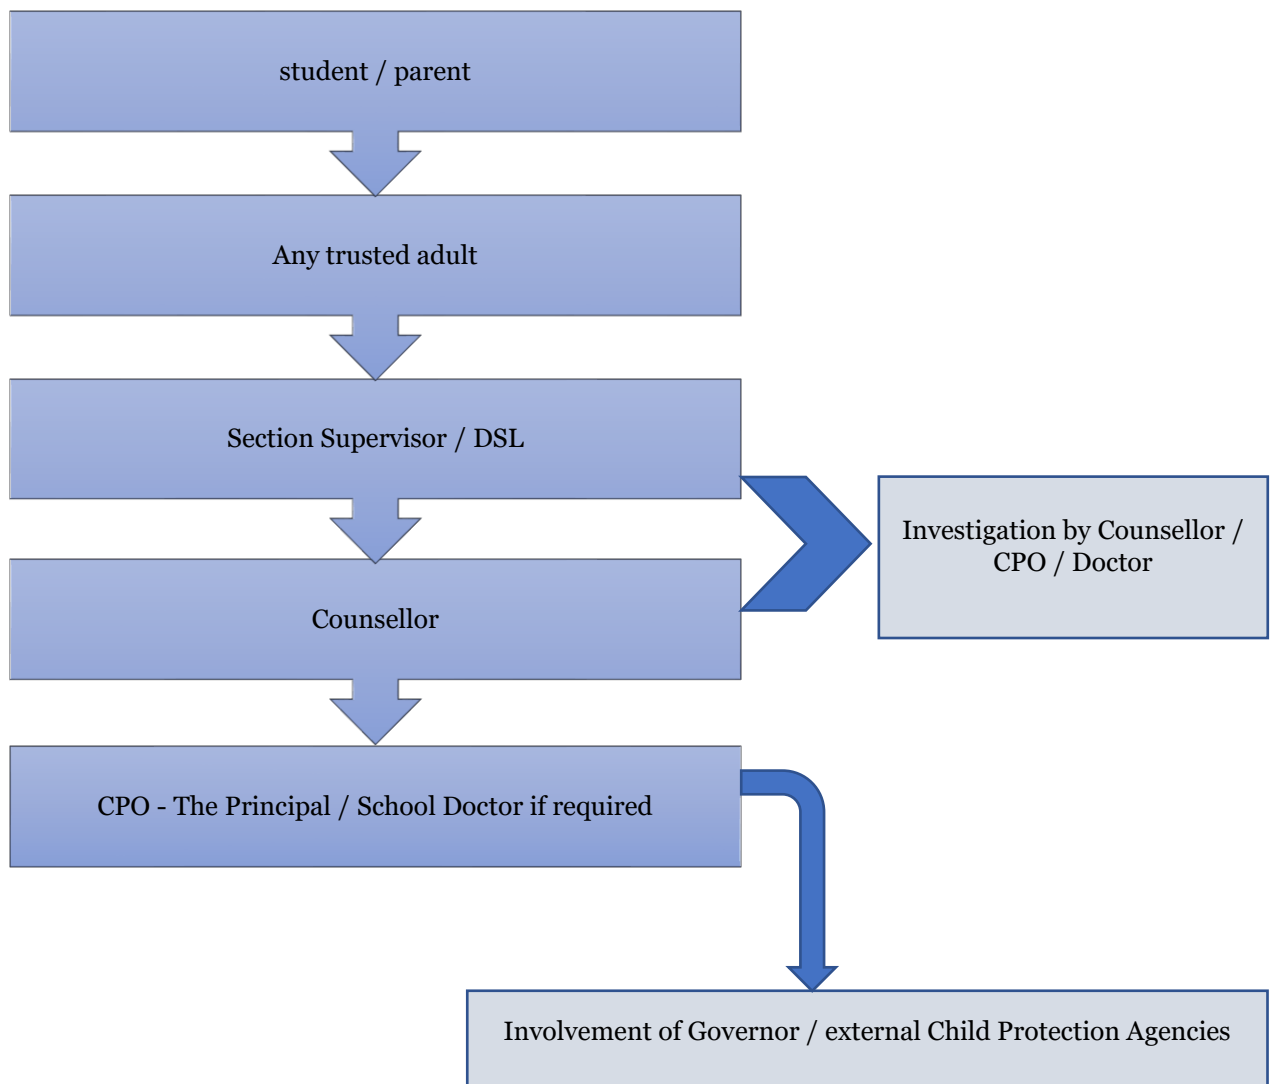 student / parent
Any trusted adult
Section Supervisor / DSL
Investigation by Counsellor /
CPO / Doctor
Counsellor
CPO - The Principal / School Doctor if required
Involvement of Governor / external Child Protection Agencies